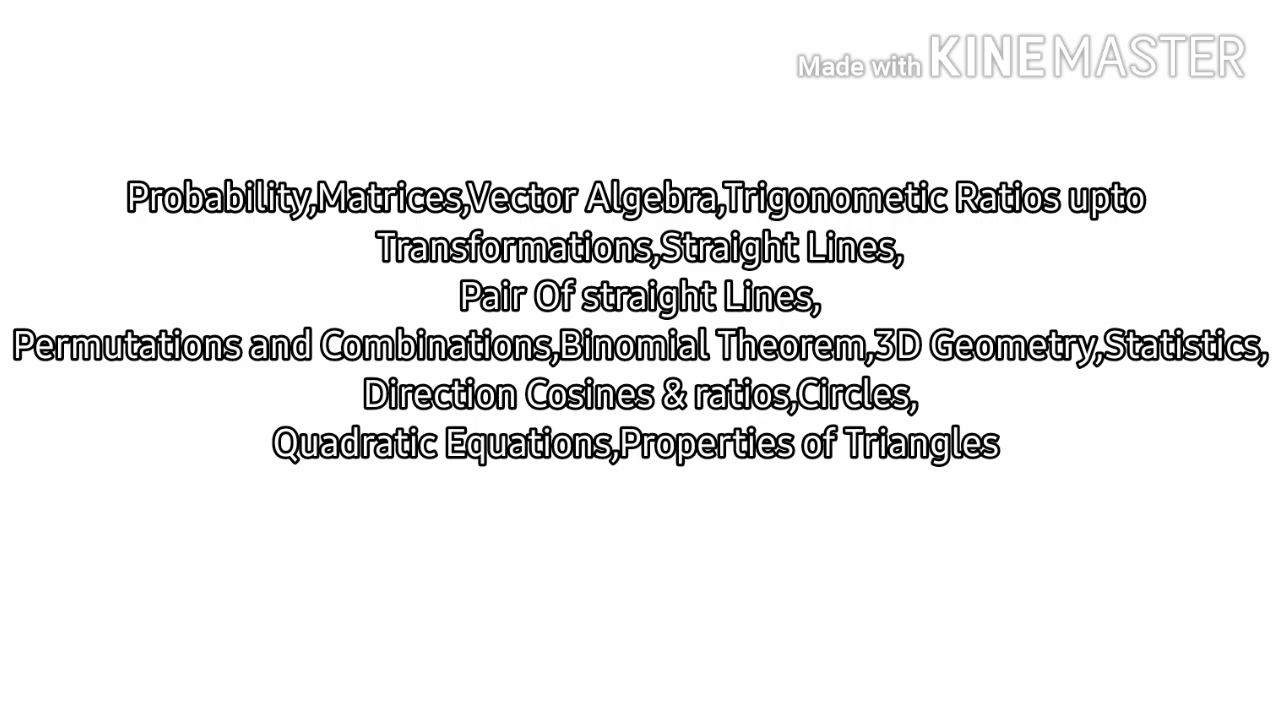 Made with KINEMASTER
Probability,Matrices,Vector Algebra,Trigonometic Ratios upto
Transformations,Straight Lines,
Pair Of straight Lines,
Permutations and Combinations,Binomial Theorem,3D Geometry,Statistics,
Direction Cosines & ratios,Circles,
Quadratic Equations,Properties of Triangles